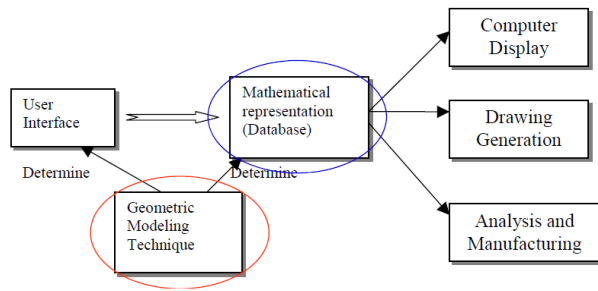 Computer
Display
User
Interface
Mathematical
representation
(Database)
Drawing
Generation
Determine
Determine
Geometric
Modeling
Technique
Analysis and
Manufacturing